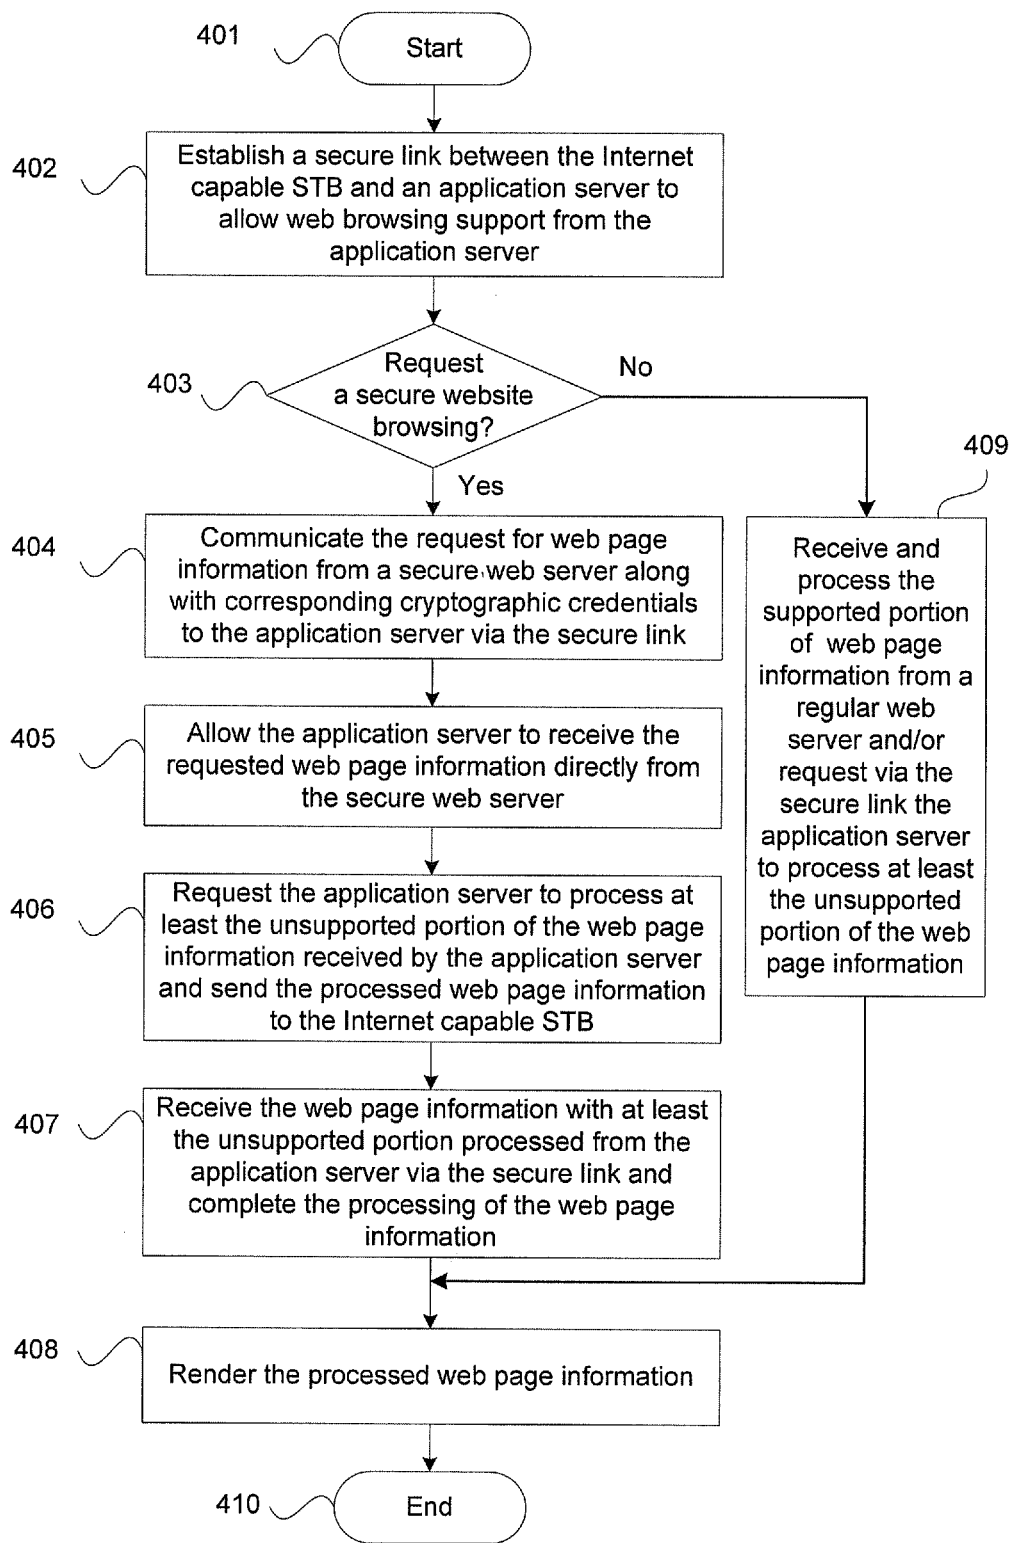 401
Start
402
Establish a secure link between the Internet
capable STB and an application server to
allow web browsing support from the
application server
403
Request
a secure website
browsing?
No
Yes
409
404
Communicate the request for web page
information from a secure web server along
with corresponding cryptographic credentials
to the application server via the secure link
Receive and
process the
supported portion
of web page
information from a
regular web
server and/or
request via the
secure link the
application server
to process at least
the unsupported
portion of the web
page information
405
Allow the application server to receive the
requested web page information directly from
the secure web server
406
Request the application server to process at
least the unsupported portion of the web page
information received by the application server
and send the processed web page information
to the Internet capable STB
407
Receive the web page information with at least
the unsupported portion processed from the
application server via the secure link and
complete the processing of the web page
information
408
Render the processed web page information
410
End